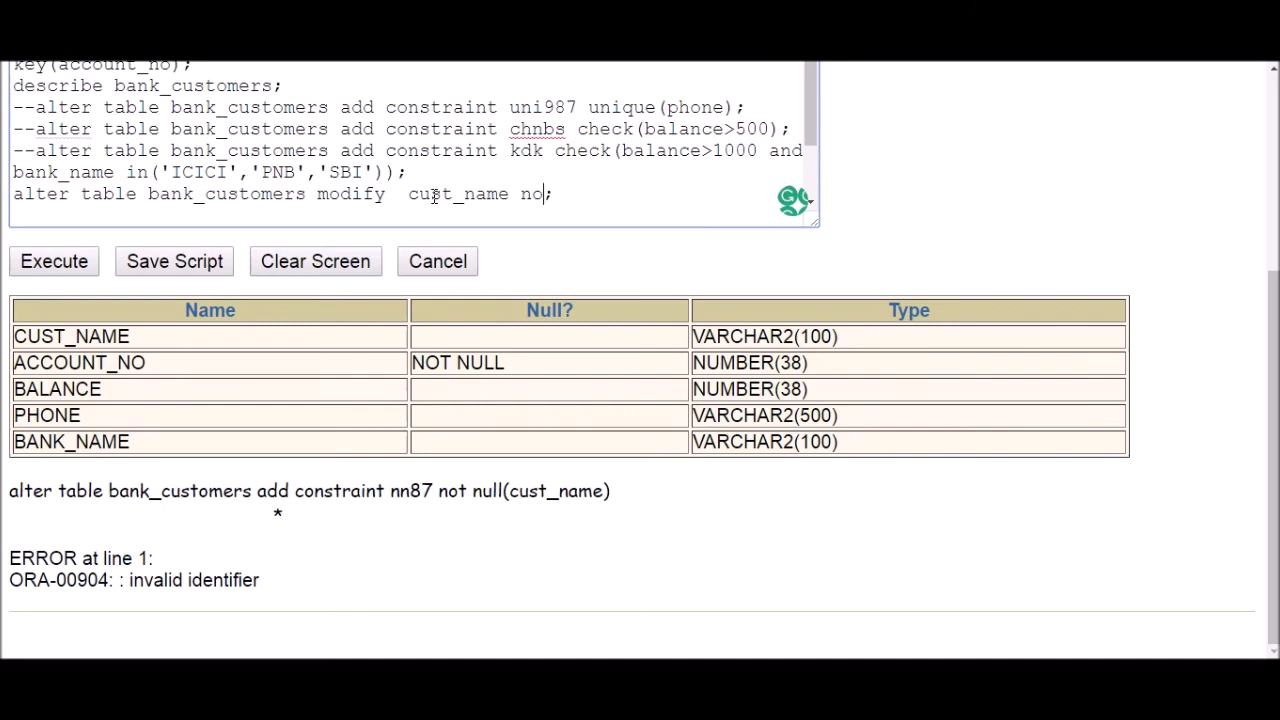 key(account_no);
describe bank_customers;
--alter table bank_customers add constraint uni987 unique(phone);
--alter table bank_customers add constraint chnbs check(balance>500);
--alter table bank_customers add constraint kdk check(balance>1000 and
bank_name in('ICICI','PNB','SBI'));
alter table bank_customers modify  cust_name no;
Execute Save Script Clear Screen Cancel
Name Null? Type
CUST_NAME VARCHAR2(100)
ACCOUNT_NO NOT NULL NUMBER(38)
BALANCE NUMBER(38)
PHONE VARCHAR2(500)
BANK_NAME VARCHAR2(100)
alter table bank_customers add constraint nn87 not null(cust_name)
*
ERROR at line 1:
ORA-00904: : invalid identifier